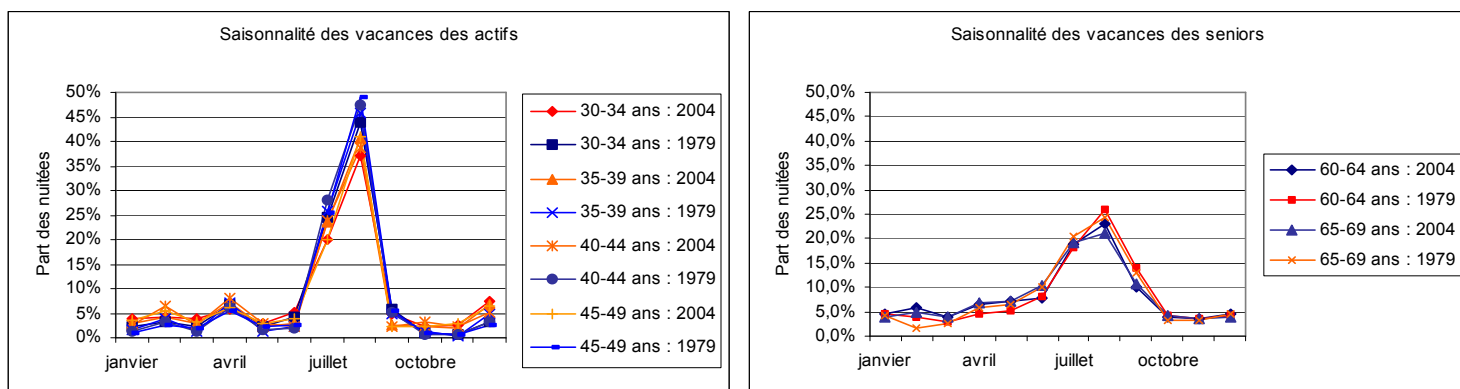 Saisonnalité des vacances des actifs
Part des nuitées
50%
45%
40%
35%
30%
25%
20%
15%
10%
5%
0%
janvier avril juillet octobre
30-34 ans : 2004
30-34 ans : 1979
35-39 ans : 2004
35-39 ans : 1979
40-44 ans : 2004
40-44 ans : 1979
45-49 ans : 2004
45-49 ans : 1979
Saisonnalité des vacances des seniors
Part des nuitées
50,0%
45,0%
40,0%
35,0%
30,0%
25,0%
20,0%
15,0%
10,0%
5,0%
0,0%
janvier avril juillet octobre
60-64 ans : 2004
60-64 ans : 1979
65-69 ans : 2004
65-69 ans : 1979